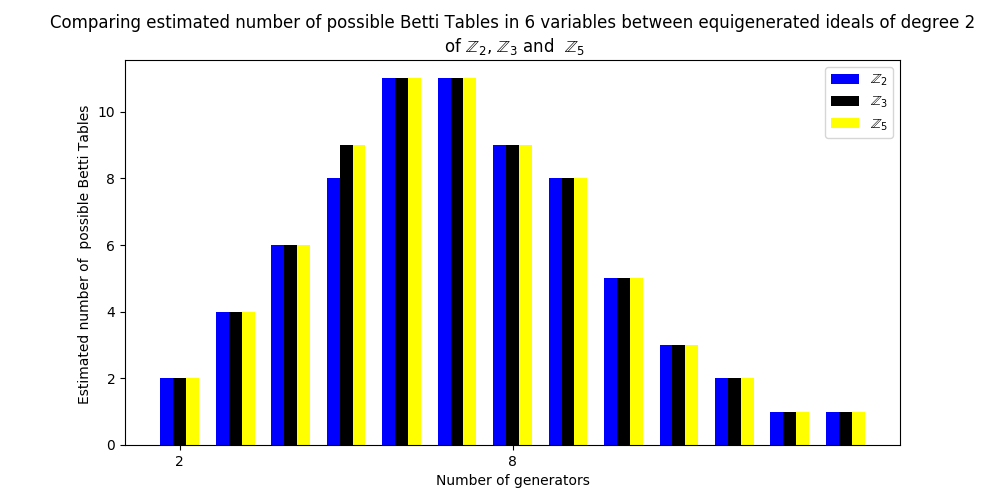 Comparing estimated number of possible Betti Tables in 6 variables between equigenerated ideals of degree 2
of ℤ₂, ℤ₃ and ℤ₅
ℤ₂
ℤ₃
ℤ₅
Estimated number of possible Betti Tables
10
8
6
4
2
0
2 8
Number of generators